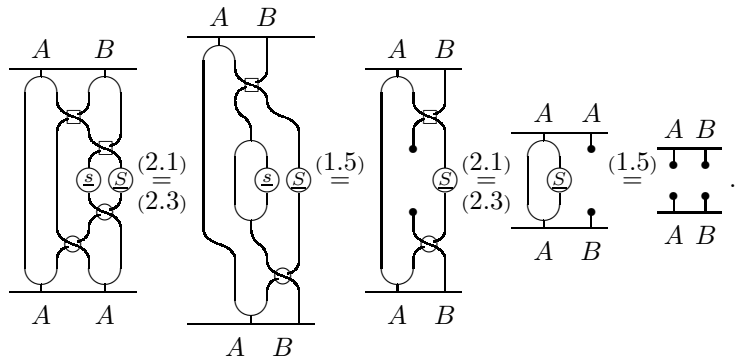 A B
s S
A A
(2.1)
=
(2.3)
A B
s S
A B
(1.5)
=
A B
S
A B
(2.1)
=
(2.3)
A A
S
A B
(1.5)
=
A B
A B
.